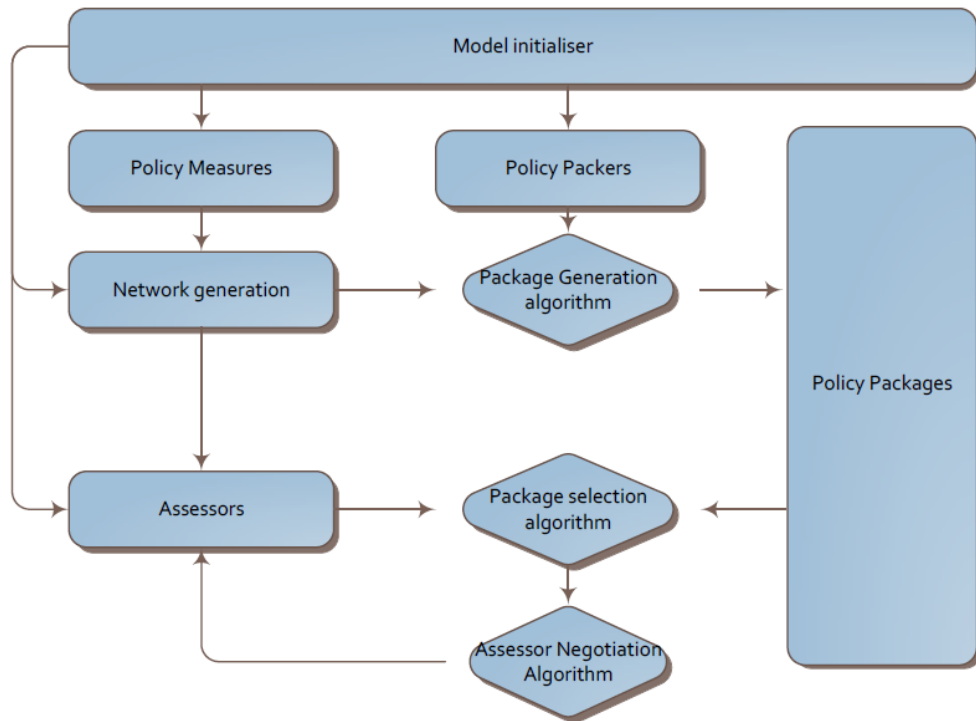 Model initialiser
Policy Measures
Policy Packers
Network generation
Package Generation
algorithm
Policy Packages
Assessors
Package selection
algorithm
Assessor Negotiation
Algorithm